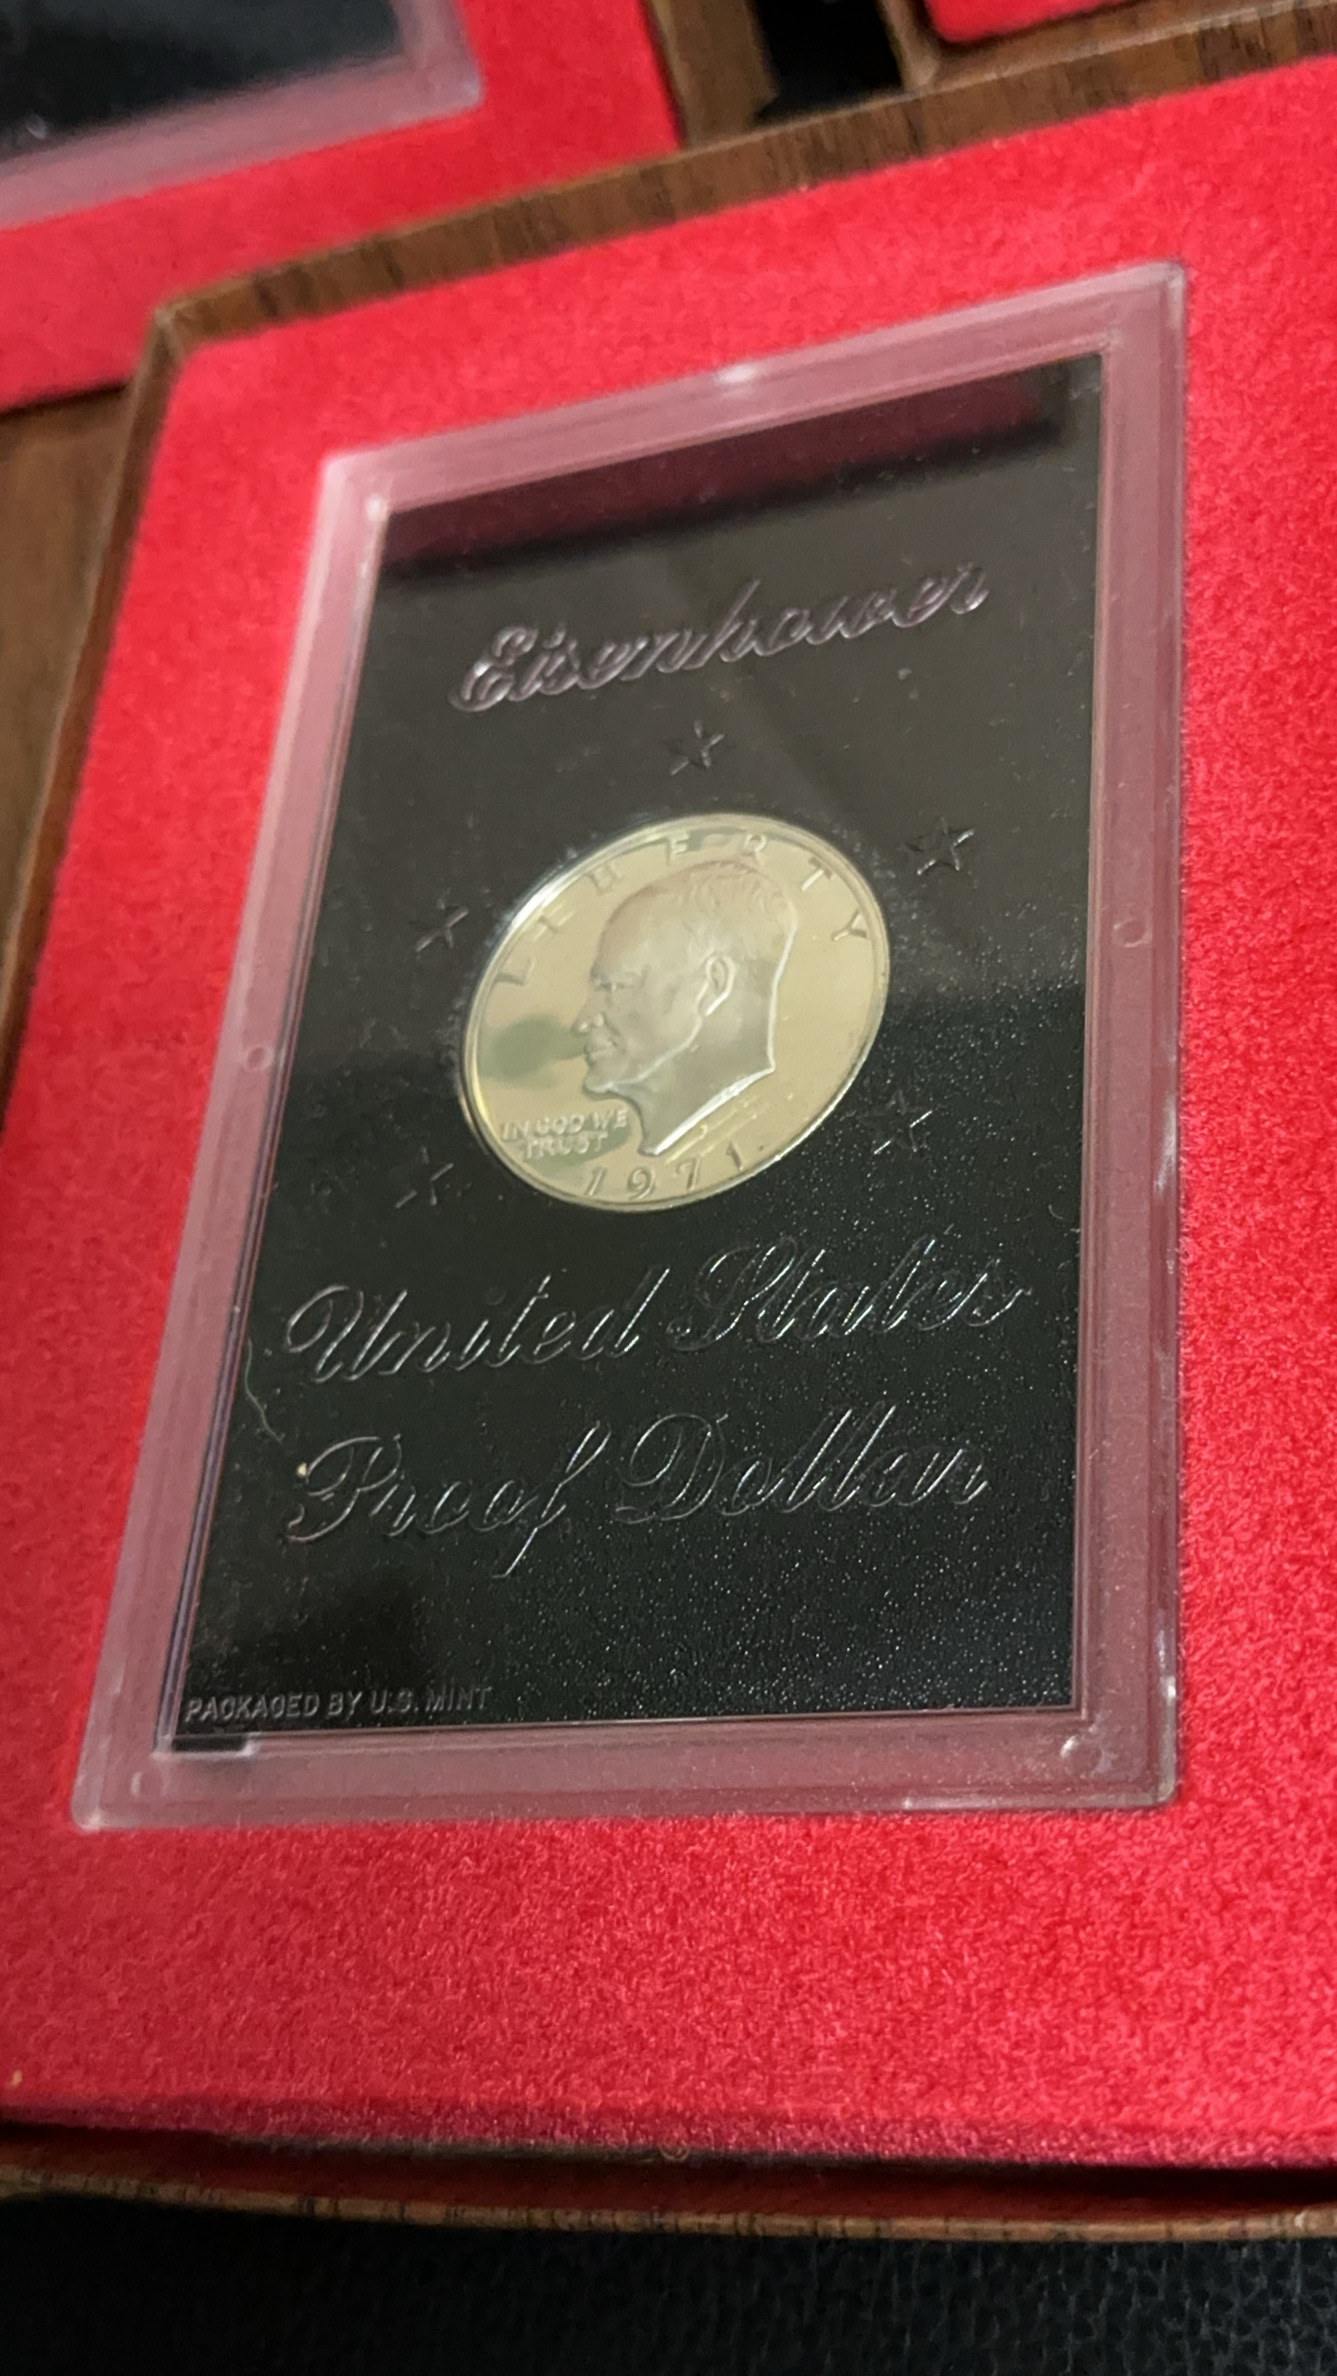 Eisenhower
LIBERTY
IN GOD WE
TRUST
1971
United States
Proof Dollar
PACKAGED BY U.S. MINT